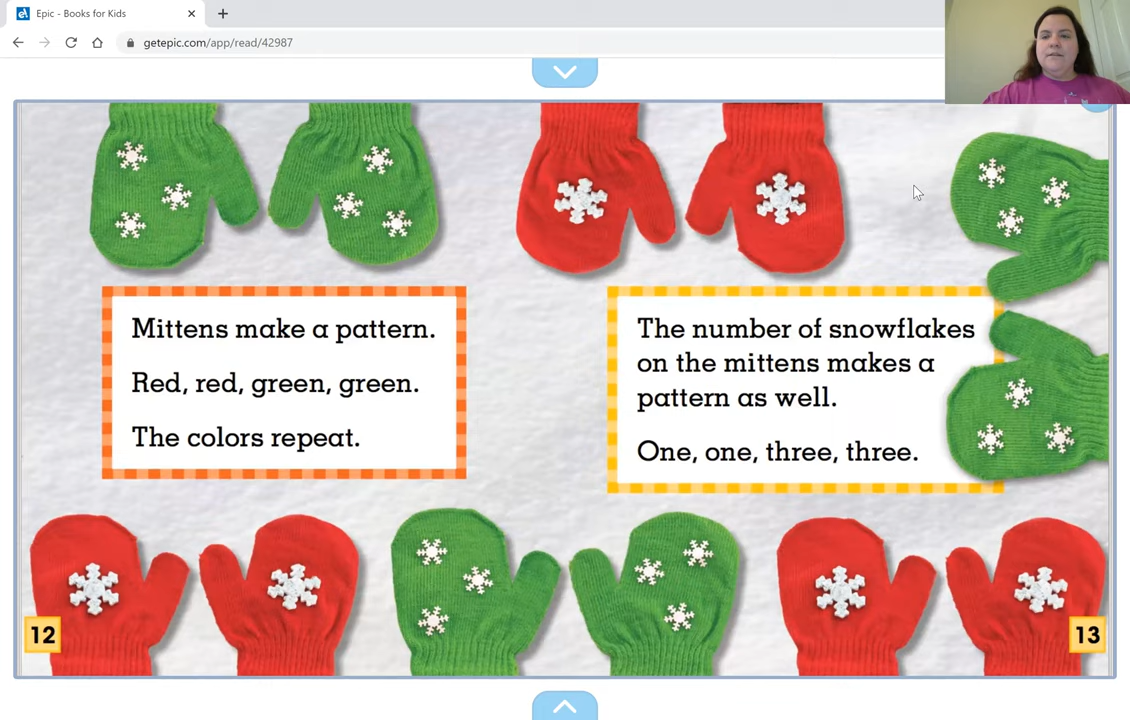 Epic - Books for Kids
getepic.com/app/read/42987
Mittens make a pattern.
Red, red, green, green.
The colors repeat.
The number of snowflakes
on the mittens makes a
pattern as well.
One, one, three, three.
12
13